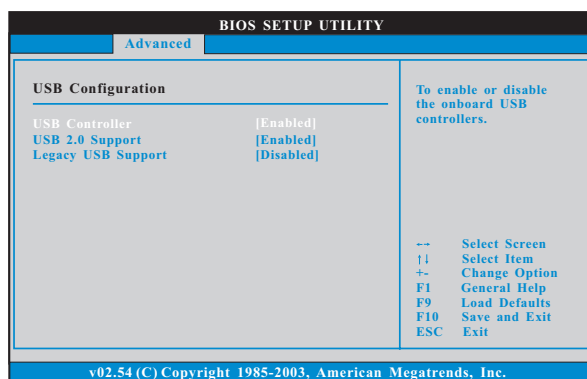 BIOS SETUP UTILITY
Advanced
USB Configuration
USB Controller [Enabled]
USB 2.0 Support [Enabled]
Legacy USB Support [Disabled]
To enable or disable
the onboard USB
controllers.
←→ Select Screen
↑↓ Select Item
+- Change Option
F1 General Help
F9 Load Defaults
F10 Save and Exit
ESC Exit
v02.54 (C) Copyright 1985-2003, American Megatrends, Inc.